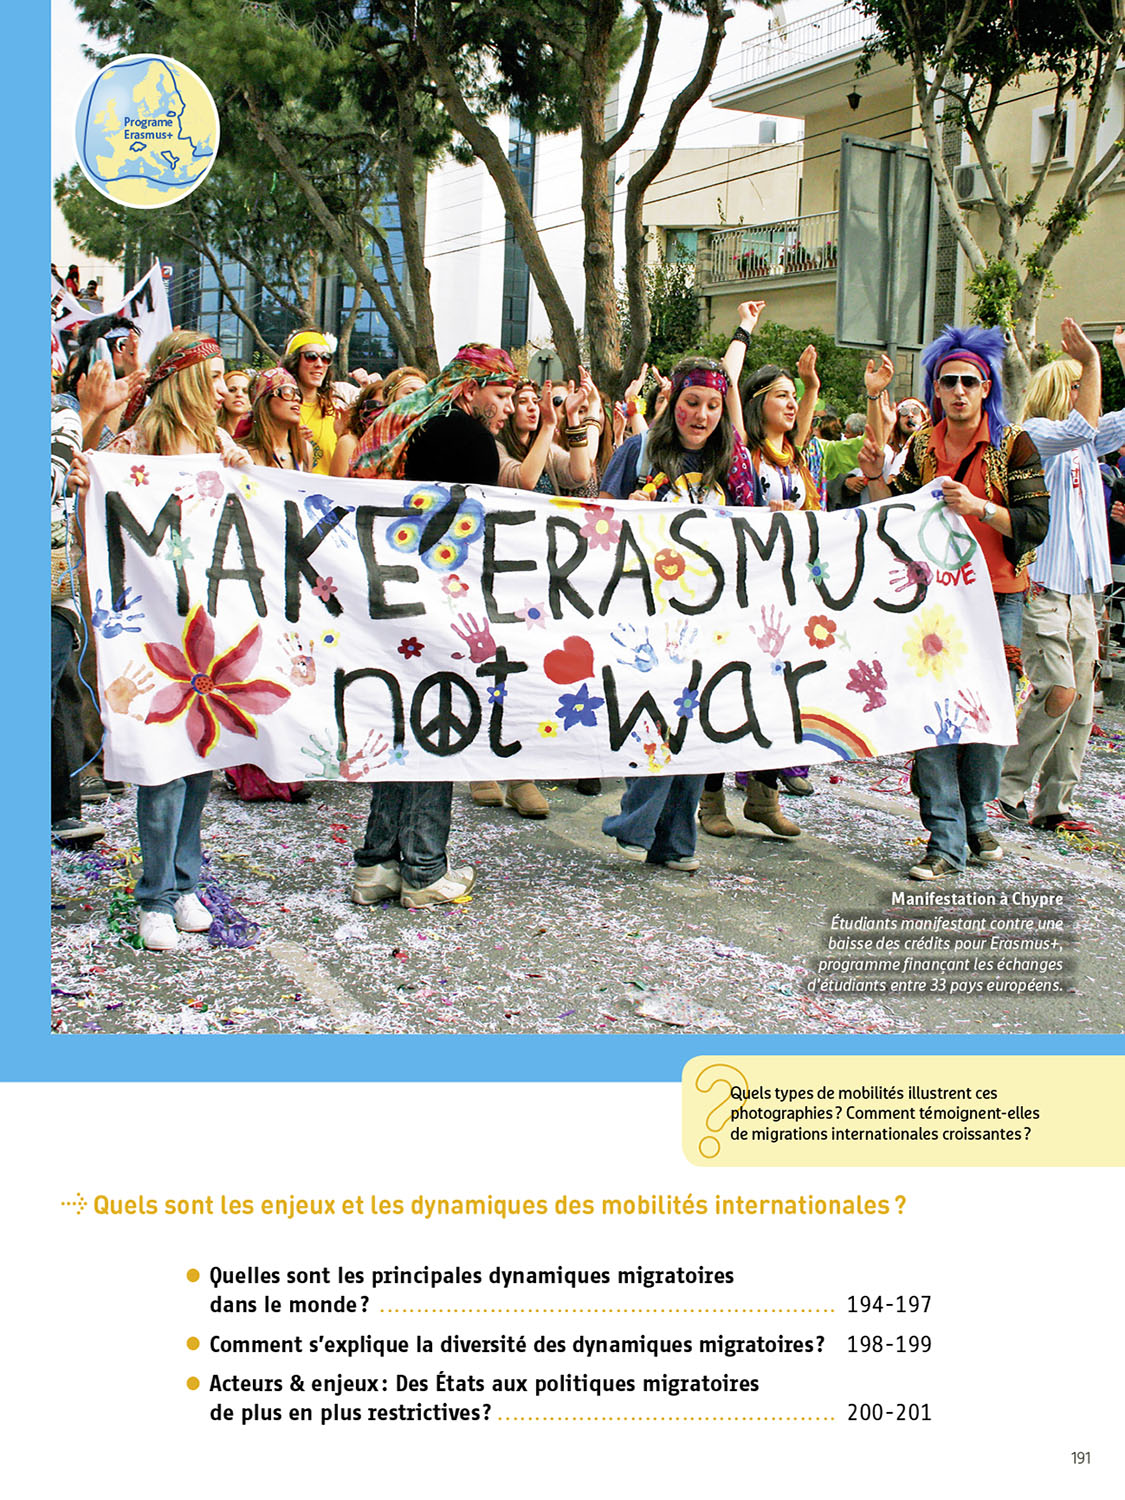 Programe
Erasmus+
MAKE ERASMUS
LOVE
not war
Manifestation à Chypre
Étudiants manifestant contre une
baisse des crédits pour Erasmus+,
programme finançant les échanges
d'étudiants entre 33 pays européens.
Quels types de mobilités illustrent ces
photographies ? Comment témoignent-elles
de migrations internationales croissantes ?
Quels sont les enjeux et les dynamiques des mobilités internationales ?
Quelles sont les principales dynamiques migratoires
dans le monde ? 194-197
Comment s'explique la diversité des dynamiques migratoires ? 198-199
Acteurs & enjeux : Des États aux politiques migratoires
de plus en plus restrictives ? 200-201
191